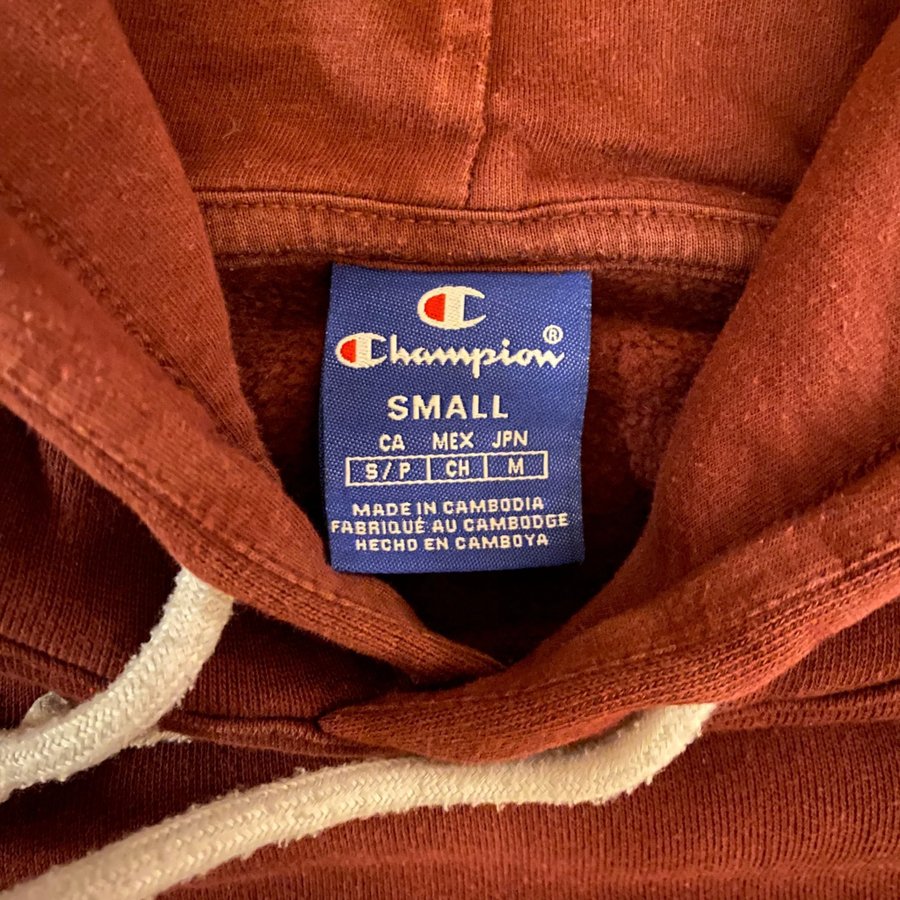 Champion®
SMALL
CA MEX JPN
S/P CH M
MADE IN CAMBODIA
FABRIQUÉ AU CAMBODGE
HECHO EN CAMBOYA